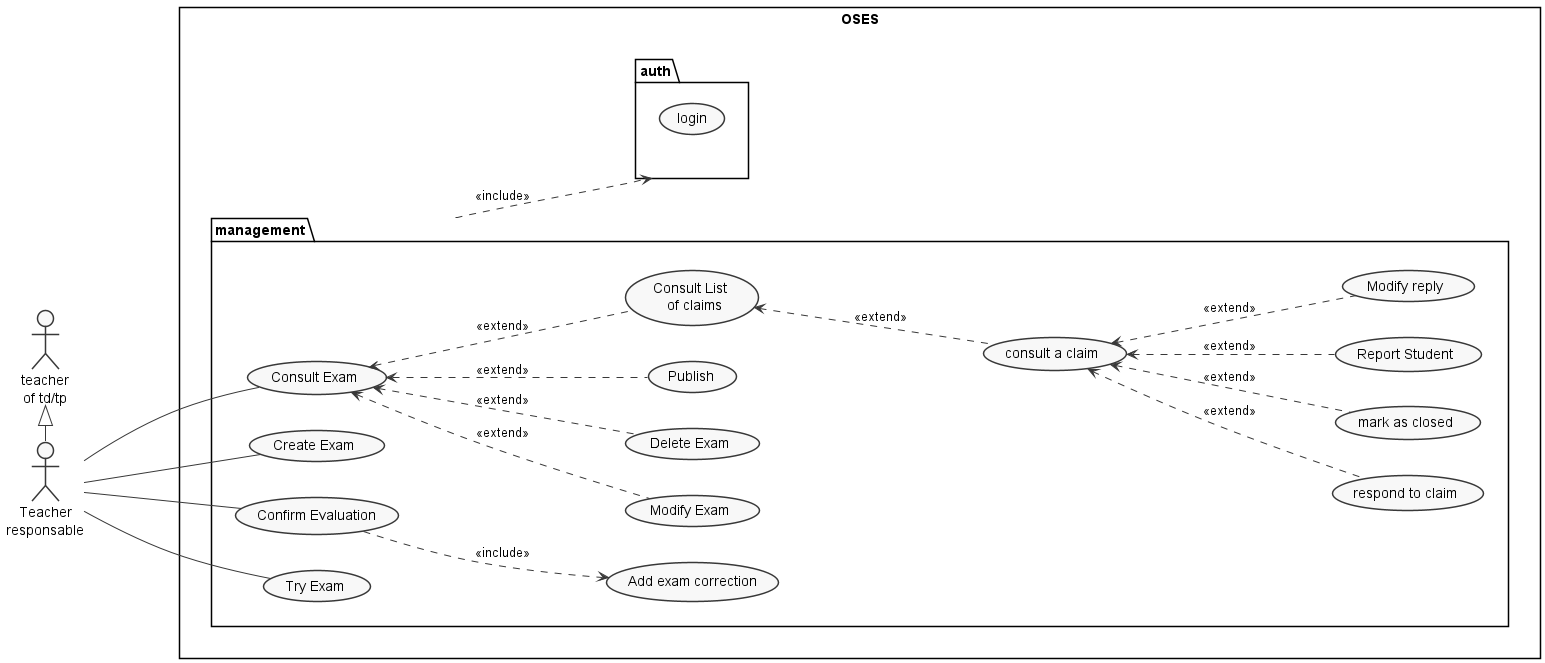 OSES
auth
login
«include»
management
Consult List
of claims
Modify reply
«extend»
«extend»
«extend»
consult a claim
«extend»
Report Student
Consult Exam
«extend»
Publish
«extend»
mark as closed
«extend»
«extend»
respond to claim
teacher
of td/tp
Create Exam
«extend»
Delete Exam
Teacher
responsable
Confirm Evaluation
Modify Exam
«include»
Try Exam
Add exam correction